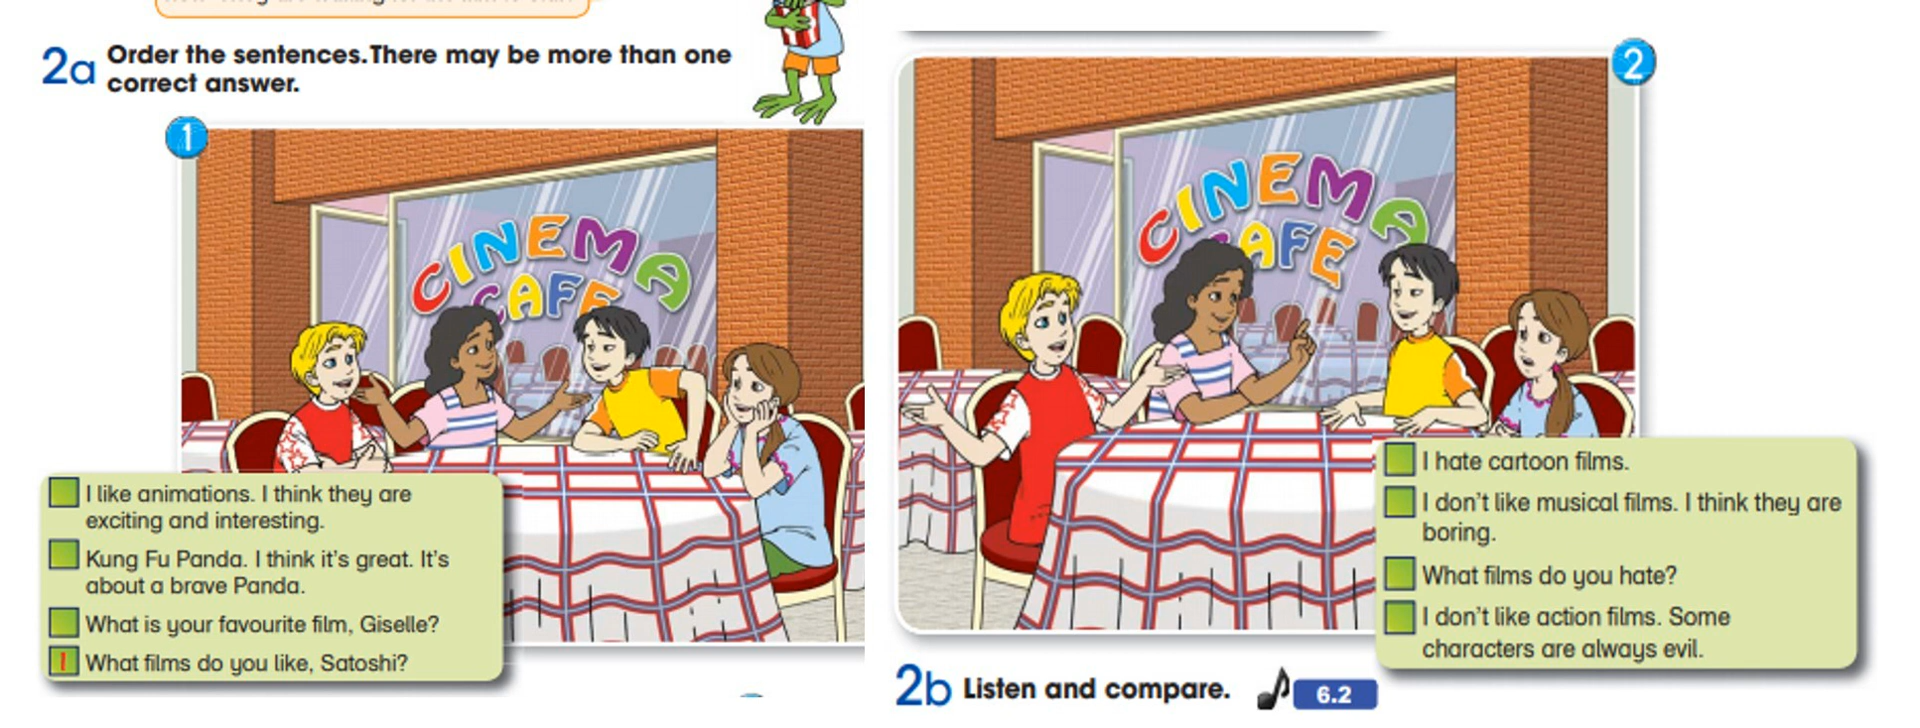 2a Order the sentences. There may be more than one
correct answer.
1
CINEMA
CAFE
I like animations. I think they are
exciting and interesting.
Kung Fu Panda. I think it's great. It's
about a brave Panda.
What is your favourite film, Giselle?
1 What films do you like, Satoshi?
2
CINEMA
CAFE
I hate cartoon films.
I don't like musical films. I think they are
boring.
What films do you hate?
I don't like action films. Some
characters are always evil.
2b Listen and compare. 6.2